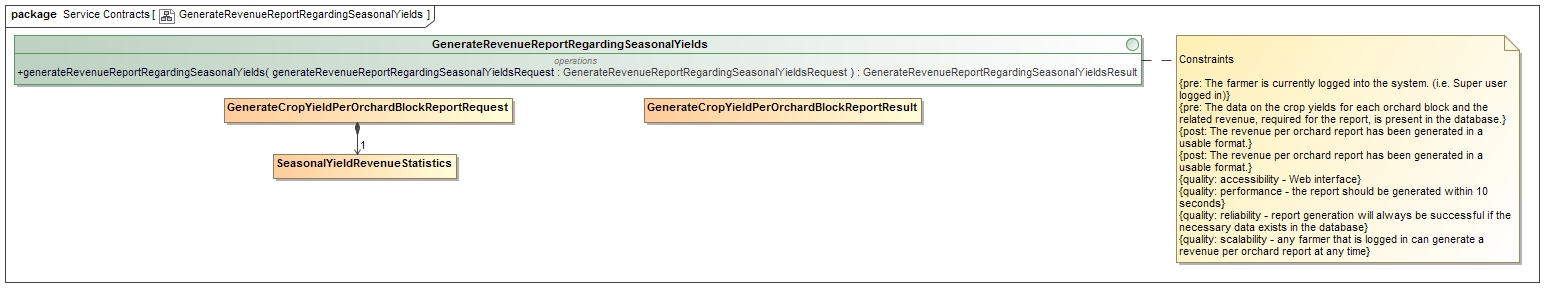 package Service Contracts [ GenerateRevenueReportRegardingSeasonalYields ]
GenerateRevenueReportRegardingSeasonalYields
operations
+generateRevenueReportRegardingSeasonalYields( generateRevenueReportRegardingSeasonalYieldsRequest : GenerateRevenueReportRegardingSeasonalYieldsRequest ) : GenerateRevenueReportRegardingSeasonalYieldsResult
GenerateCropYieldPerOrchardBlockReportRequest
GenerateCropYieldPerOrchardBlockReportResult
1
SeasonalYieldRevenueStatistics
Constraints
{pre: The farmer is currently logged into the system. (i.e. Super user
logged in)}
{pre: The data on the crop yields for each orchard block and the
related revenue, required for the report, is present in the database.}
{post: The revenue per orchard report has been generated in a
usable format.}
{post: The revenue per orchard report has been generated in a
usable format.}
{quality: accessibility - Web interface}
{quality: performance - the report should be generated within 10
seconds}
{quality: reliability - report generation will always be successful if the
necessary data exists in the database}
{quality: scalability - any farmer that is logged in can generate a
revenue per orchard report at any time}